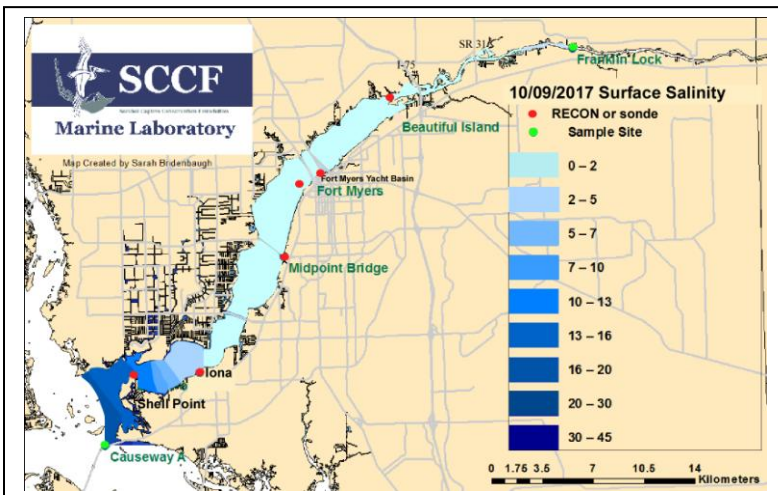 SCCF
Marine Laboratory
Map Created by Sarah Bridenbaugh
SR 31
Franklin Lock
I-75
10/09/2017 Surface Salinity
RECON or sonde
Sample Site
Beautiful Island
Fort Myers Yacht Basin
Fort Myers
Midpoint Bridge
Iona
Shell Point
Causeway A
0 – 2
2 – 5
5 – 7
7 – 10
10 – 13
13 – 16
16 – 20
20 – 30
30 – 45
0 1.75 3.5 7 10.5 14
Kilometers